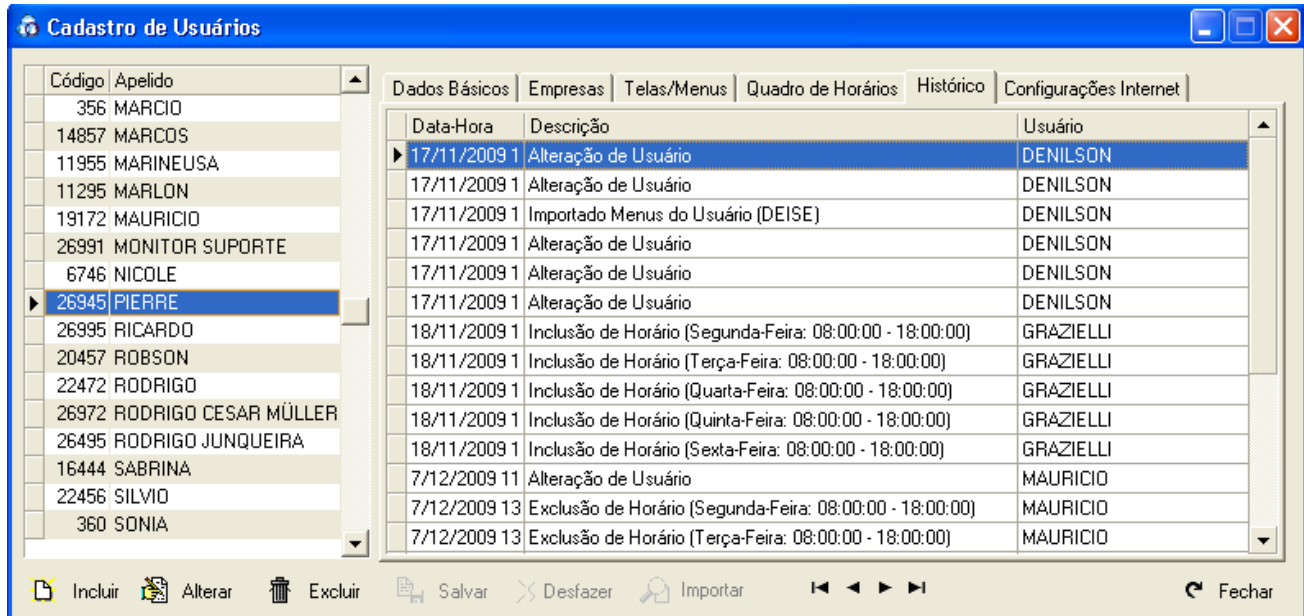 Cadastro de Usuários
Código Apelido
356 MARCIO
14857 MARCOS
11955 MARINEUSA
11295 MARLON
19172 MAURICIO
26991 MONITOR SUPORTE
6746 NICOLE
26945 PIERRE
26995 RICARDO
20457 ROBSON
22472 RODRIGO
26972 RODRIGO CESAR MÜLLER
26495 RODRIGO JUNQUEIRA
16444 SABRINA
22456 SILVIO
360 SONIA
Dados Básicos Empresas Telas/Menus Quadro de Horários Histórico Configurações Internet
Data-Hora Descrição Usuário
17/11/2009 1 Alteração de Usuário DENILSON
17/11/2009 1 Alteração de Usuário DENILSON
17/11/2009 1 Importado Menus do Usuário (DEISE) DENILSON
17/11/2009 1 Alteração de Usuário DENILSON
17/11/2009 1 Alteração de Usuário DENILSON
17/11/2009 1 Alteração de Usuário DENILSON
18/11/2009 1 Inclusão de Horário (Segunda-Feira: 08:00:00 - 18:00:00) GRAZIELLI
18/11/2009 1 Inclusão de Horário (Terça-Feira: 08:00:00 - 18:00:00) GRAZIELLI
18/11/2009 1 Inclusão de Horário (Quarta-Feira: 08:00:00 - 18:00:00) GRAZIELLI
18/11/2009 1 Inclusão de Horário (Quinta-Feira: 08:00:00 - 18:00:00) GRAZIELLI
18/11/2009 1 Inclusão de Horário (Sexta-Feira: 08:00:00 - 18:00:00) GRAZIELLI
7/12/2009 11 Alteração de Usuário MAURICIO
7/12/2009 13 Exclusão de Horário (Segunda-Feira: 08:00:00 - 18:00:00) MAURICIO
7/12/2009 13 Exclusão de Horário (Terça-Feira: 08:00:00 - 18:00:00) MAURICIO
Incluir Alterar Excluir Salvar Desfazer Importar Fechar